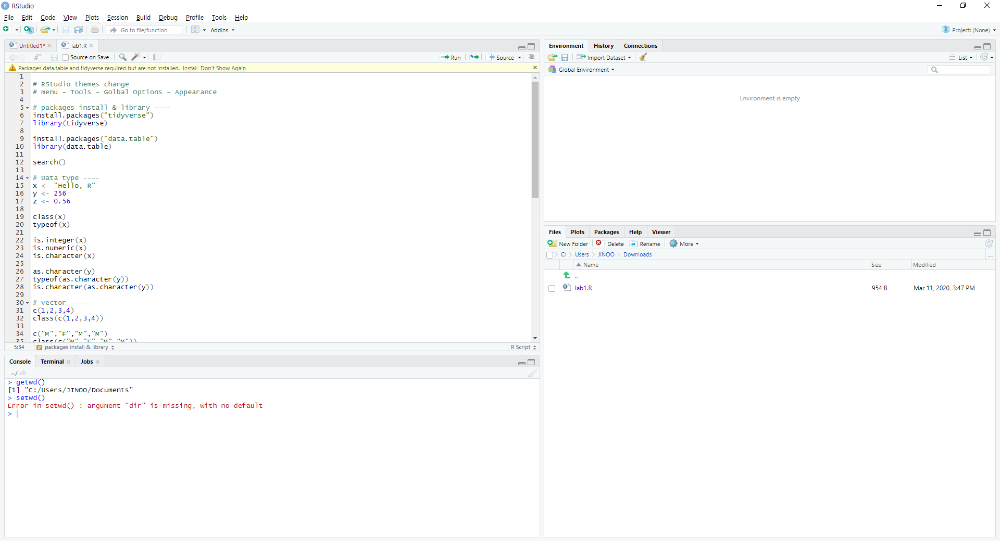 RStudio
File Edit Code View Plots Session Build Debug Profile Tools Help
Go to file/function Addins Project: (None)
Untitled1* lab1.R
Source on Save Run Source
Packages data.table and tidyverse required but are not installed. Install Don't Show Again
1
2 # RStudio themes change
3 # menu - Tools - Golbal Options - Appearance
4
5 # packages install & library ----
6 install.packages("tidyverse")
7 library(tidyverse)
8
9 install.packages("data.table")
10 library(data.table)
11
12 search()
13
14 # Data type ----
15 x <- "Hello, R"
16 y <- 256
17 z <- 0.56
18
19 class(x)
20 typeof(x)
21
22 is.integer(x)
23 is.numeric(x)
24 is.character(x)
25
26 as.character(y)
27 typeof(as.character(y))
28 is.character(as.character(y))
29
30 # vector ----
31 c(1,2,3,4)
32 class(c(1,2,3,4))
33
34 c("M","F","M","M")
35 class(c("M","F","M","M"))
5:34 # packages install & library R Script
Console Terminal Jobs
~/
> getwd()
[1] "C:/Users/JINOO/Documents"
> setwd()
Error in setwd() : argument "dir" is missing, with no default
>
Environment History Connections
Import Dataset List
Global Environment
Environment is empty
Files Plots Packages Help Viewer
New Folder Delete Rename More
C: Users JINOO Downloads ...
Name Size Modified
..
lab1.R 954 B Mar 11, 2020, 3:47 PM